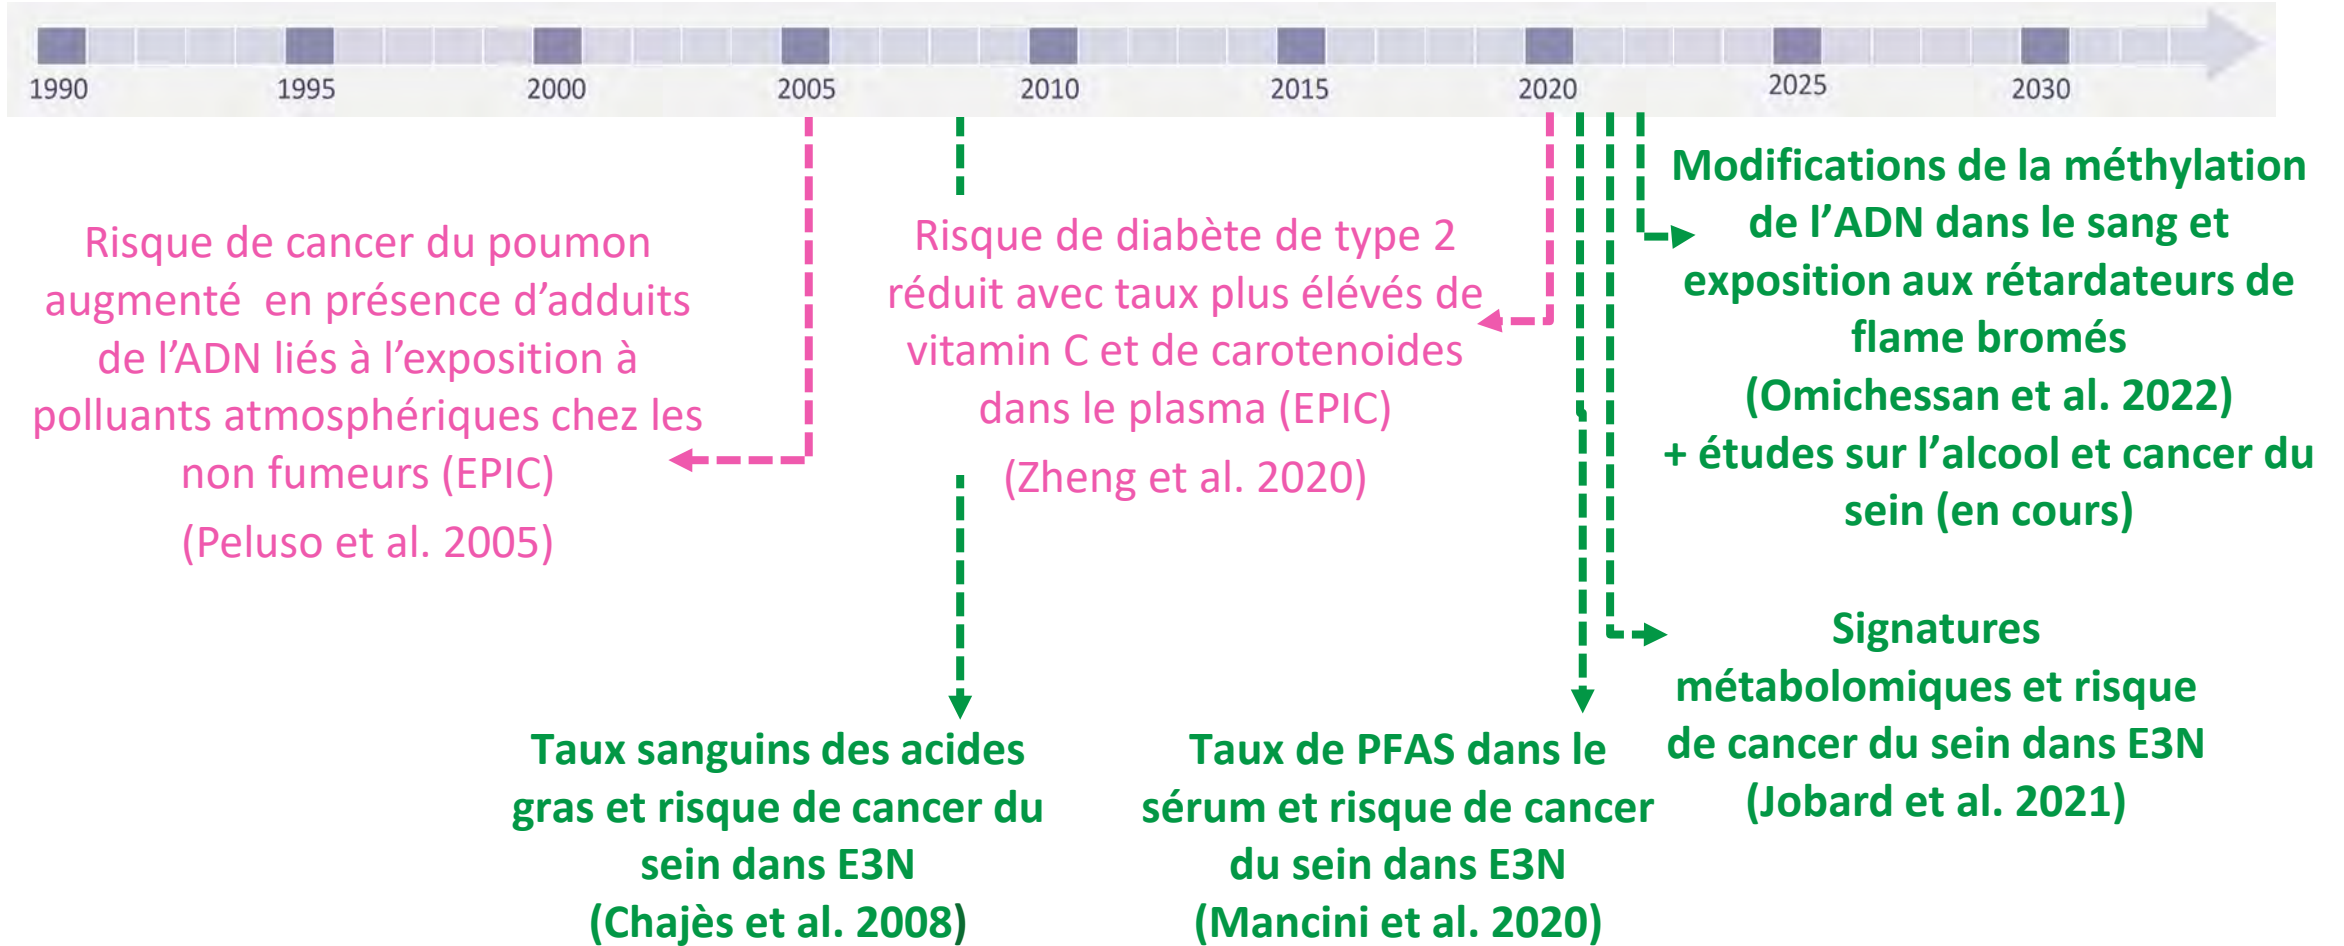 1990
1995
2000
2005
2010
2015
2020
2025
2030
Risque de cancer du poumon
augmenté  en présence d’adduits
de l’ADN liés à l’exposition à
polluants atmosphériques chez les
non fumeurs (EPIC)
(Peluso et al. 2005)
Risque de diabète de type 2
réduit avec taux plus élévés de
vitamin C et de carotenoides
dans le plasma (EPIC)
(Zheng et al. 2020)
Modifications de la méthylation
de l’ADN dans le sang et
exposition aux rétardateurs de
flame bromés
(Omichessan et al. 2022)
+ études sur l’alcool et cancer du
sein (en cours)
Taux sanguins des acides
gras et risque de cancer du
sein dans E3N
(Chajès et al. 2008)
Taux de PFAS dans le
sérum et risque de cancer
du sein dans E3N
(Mancini et al. 2020)
Signatures
métabolomiques et risque
de cancer du sein dans E3N
(Jobard et al. 2021)